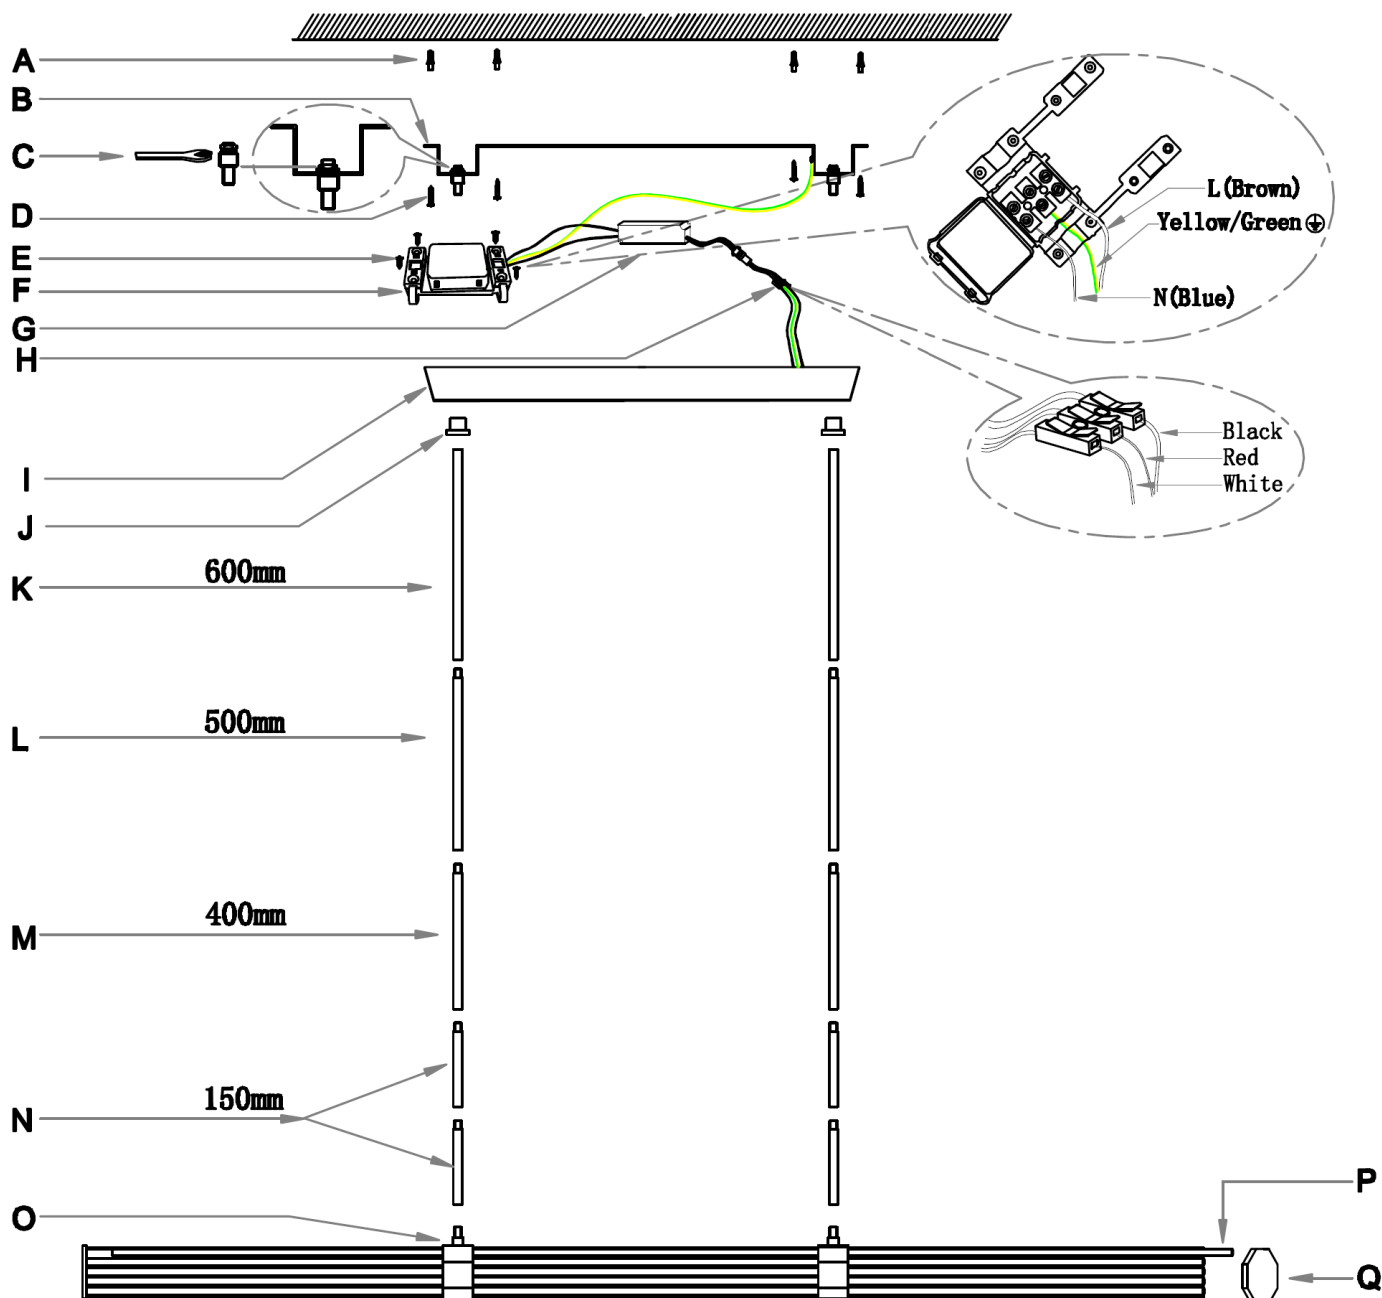 A
B
C
D
E
F
G
H
I
J
K 600mm
L 500mm
M 400mm
N 150mm
O
P
Q
L(Brown)
Yellow/Green ⏚
N(Blue)
Black
Red
White